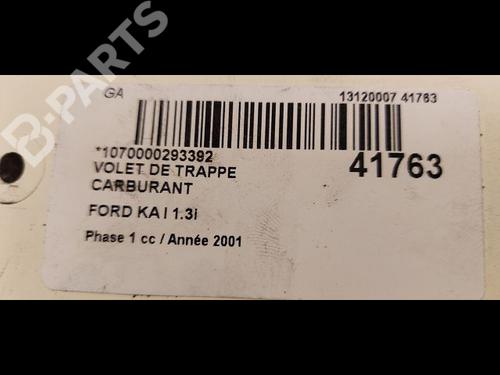 GA
13120007 41763
*1070000293392
VOLET DE TRAPPE
CARBURANT
41763
FORD KA I 1.3i
Phase 1 cc / Année 2001
B-PARTS